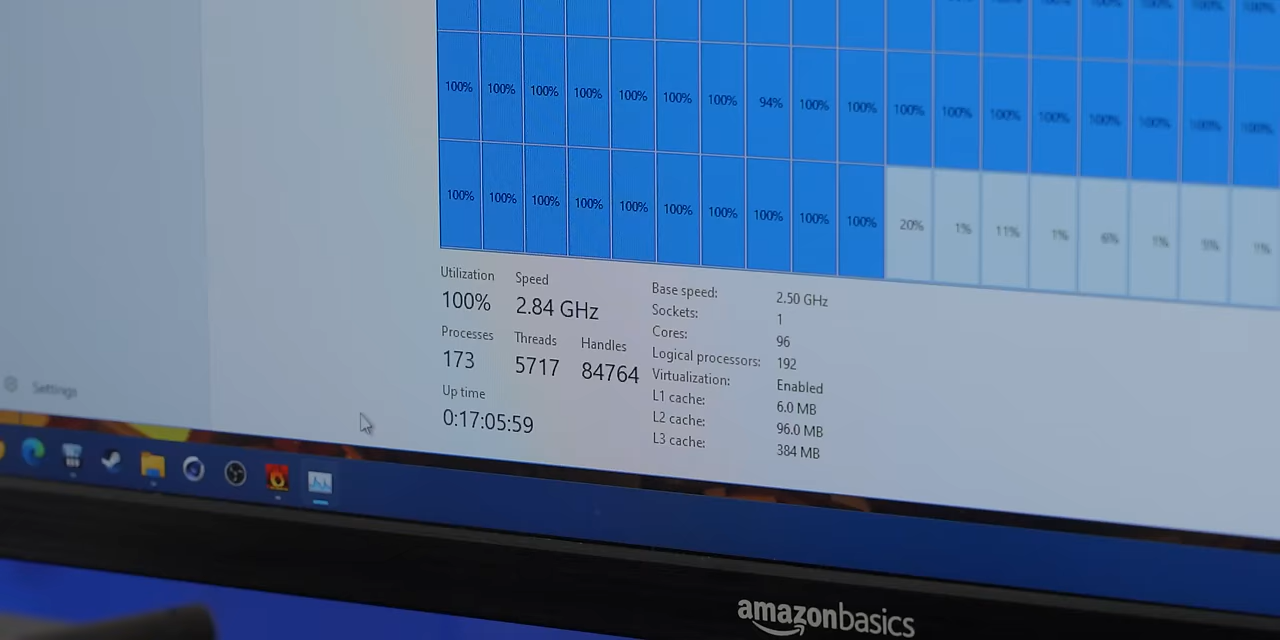 100% 100% 100% 100% 100% 100% 100% 94% 100% 100% 100% 100% 100% 100% 100% 100% 100% 100%
100% 100% 100% 100% 100% 100% 100% 100% 100% 100% 20% 1% 11% 1% 6% 1%
Utilization Speed
100% 2.84 GHz
Processes Threads Handles
173 5717 84764
Up time
0:17:05:59
Base speed: 2.50 GHz
Sockets: 1
Cores: 96
Logical processors: 192
Virtualization: Enabled
L1 cache: 6.0 MB
L2 cache: 96.0 MB
L3 cache: 384 MB
Settings
amazonbasics